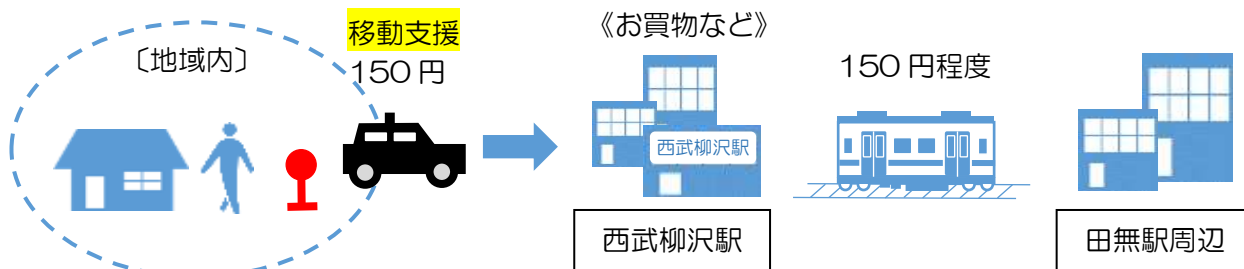 〔地域内〕
移動支援
150円
《お買物など》
西武柳沢駅
西武柳沢駅
150円程度
田無駅周辺